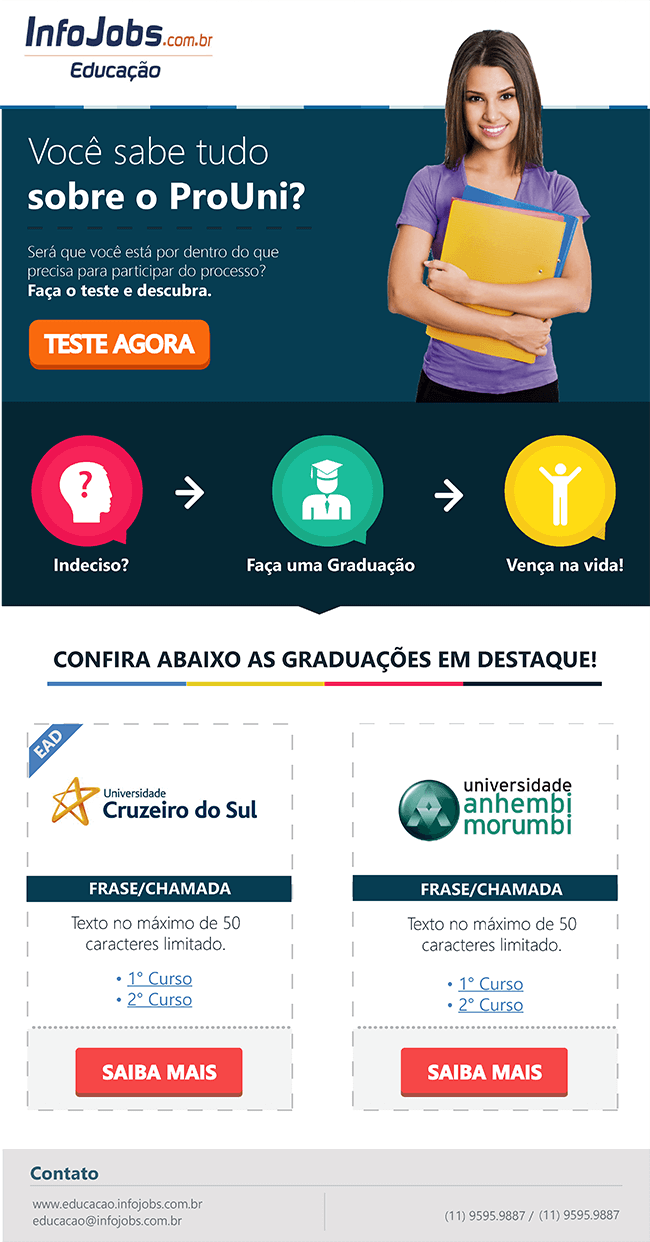 InfoJobs.com.br
Educação
Você sabe tudo
sobre o ProUni?
Será que você está por dentro do que
precisa para participar do processo?
Faça o teste e descubra.
TESTE AGORA
?
Indeciso?
Faça uma Graduação
Vença na vida!
CONFIRA ABAIXO AS GRADUAÇÕES EM DESTAQUE!
EAD
Universidade
Cruzeiro do Sul
FRASE/CHAMADA
Texto no máximo de 50
caracteres limitado.
• 1° Curso
• 2° Curso
SAIBA MAIS
universidade
anhembi
morumbi
FRASE/CHAMADA
Texto no máximo de 50
caracteres limitado.
• 1° Curso
• 2° Curso
SAIBA MAIS
Contato
www.educacao.infojobs.com.br
educacao@infojobs.com.br
(11) 9595.9887 / (11) 9595.9887